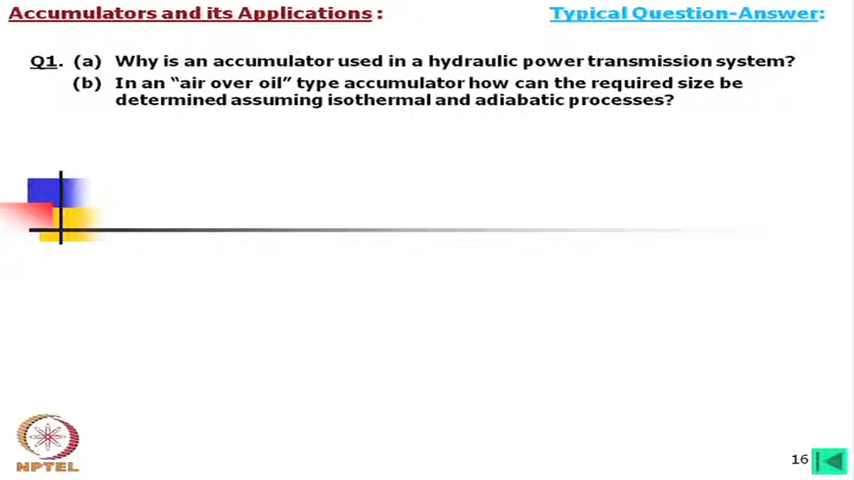 Accumulators and its Applications :
Typical Question-Answer:
Q1. (a) Why is an accumulator used in a hydraulic power transmission system?
(b) In an “air over oil” type accumulator how can the required size be
determined assuming isothermal and adiabatic processes?
NPTEL
16